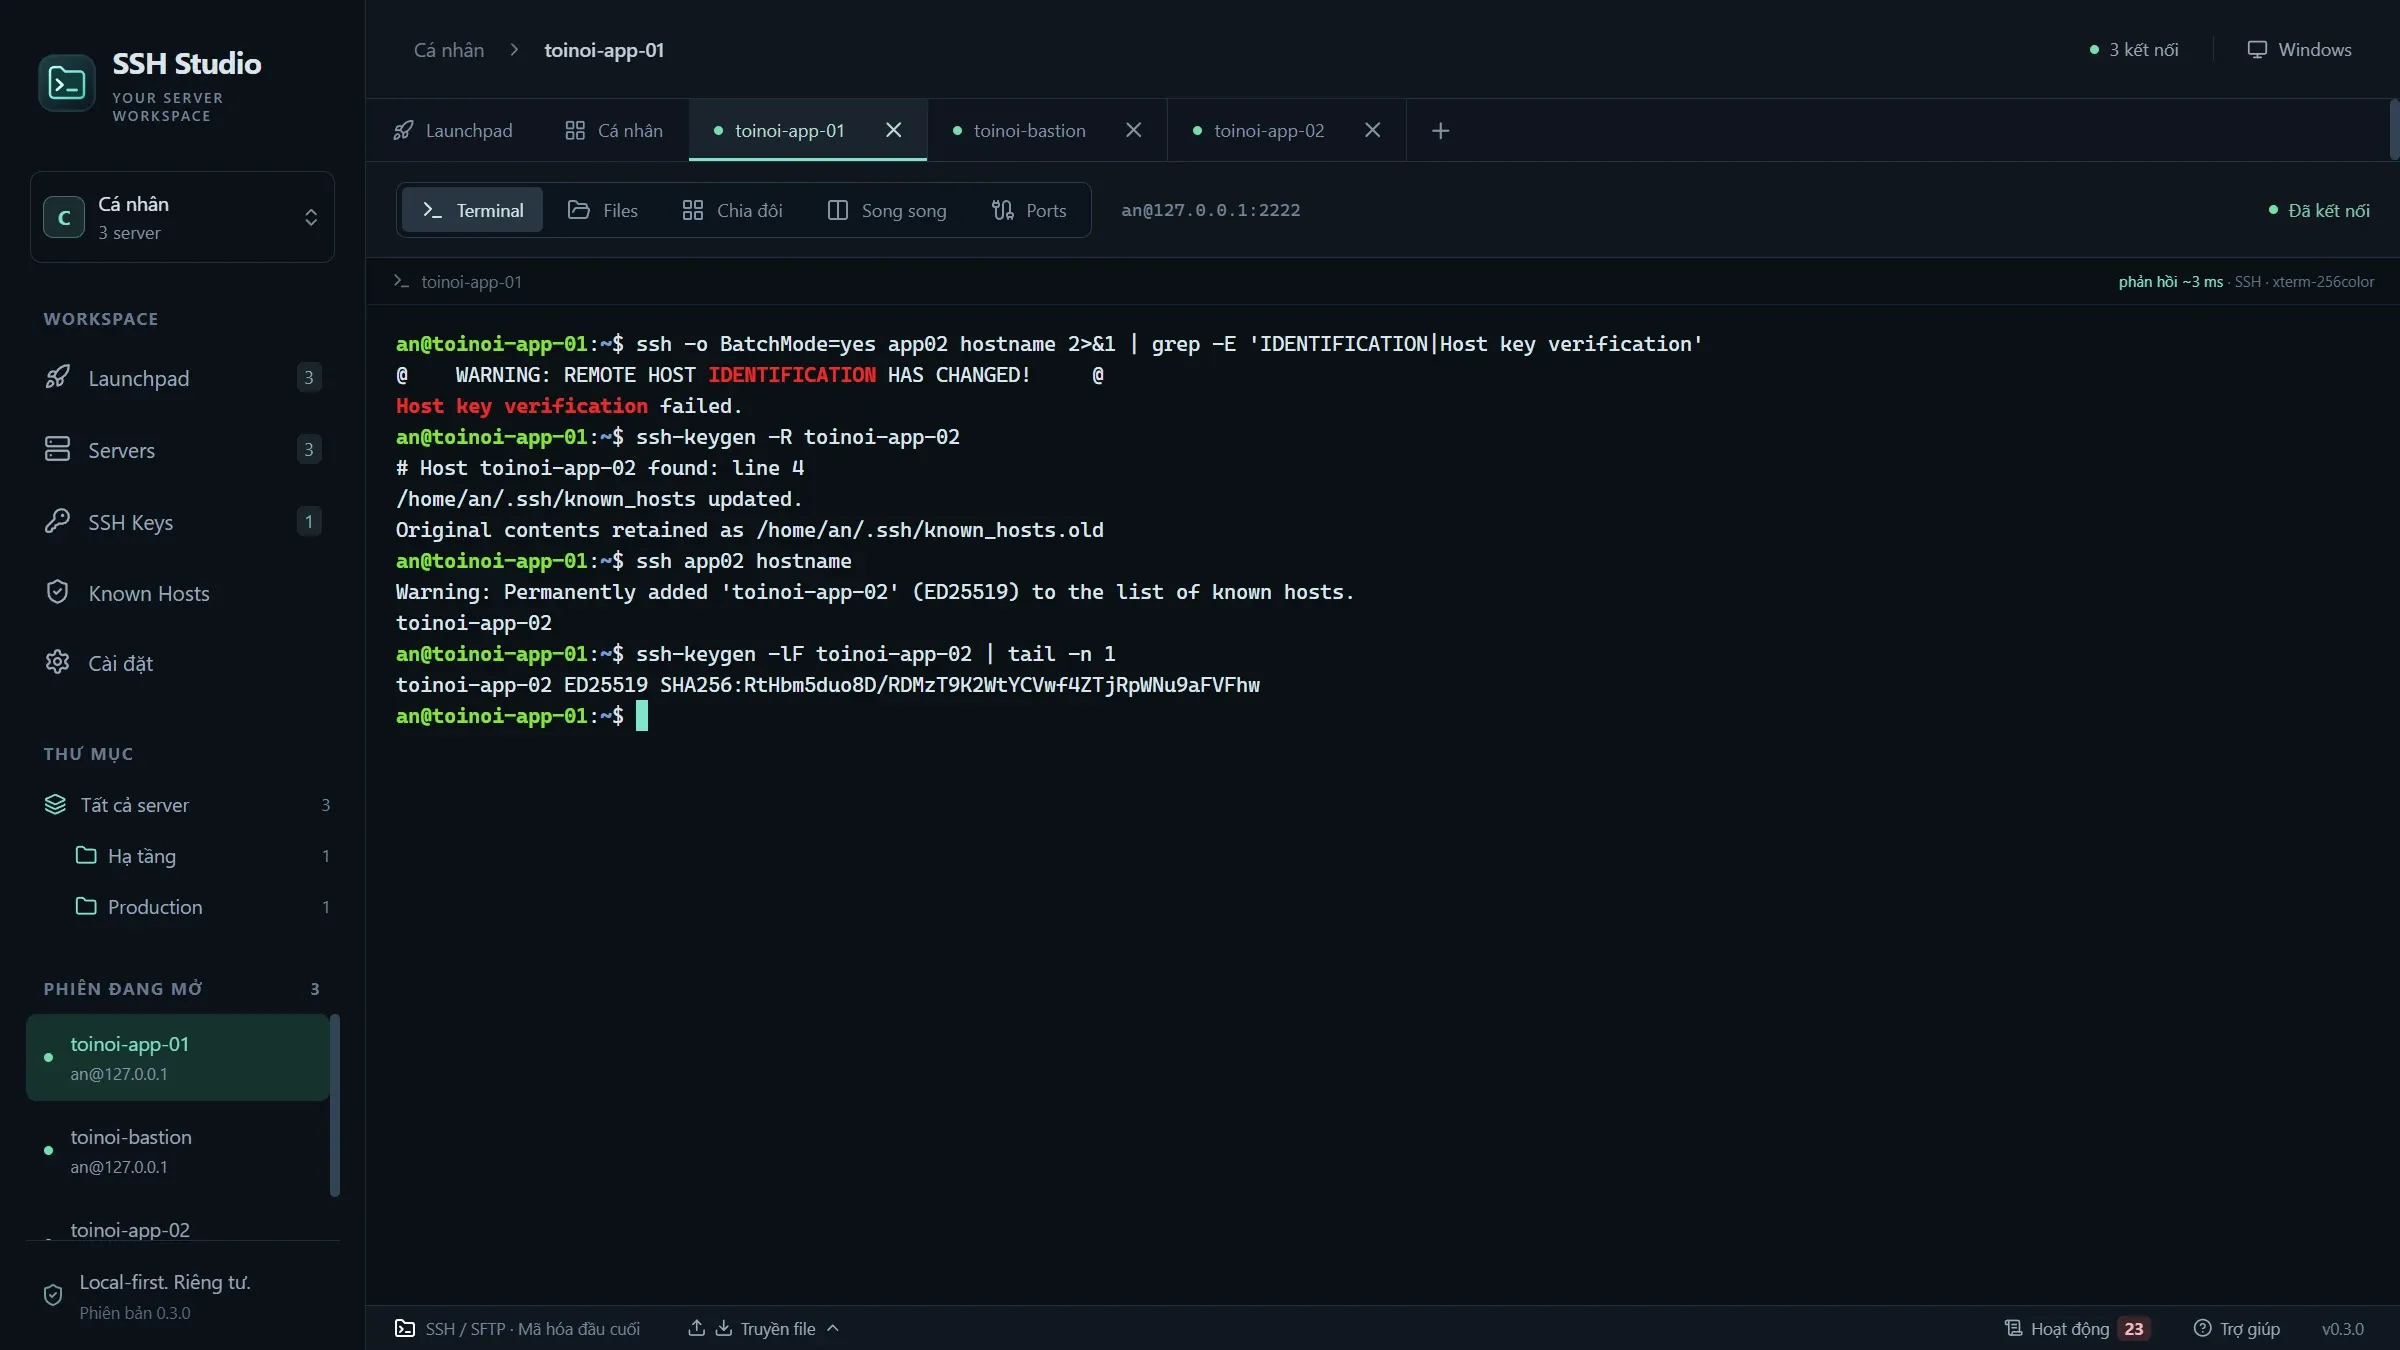 SSH Studio
YOUR SERVER
WORKSPACE
C
Cá nhân
3 server
WORKSPACE
Launchpad 3
Servers 3
SSH Keys 1
Known Hosts
Cài đặt
THƯ MỤC
Tất cả server 3
Hạ tầng 1
Production 1
PHIÊN ĐANG MỞ 3
toinoi-app-01
an@127.0.0.1
toinoi-bastion
an@127.0.0.1
toinoi-app-02
Local-first. Riêng tư.
Phiên bản 0.3.0
Cá nhân > toinoi-app-01
3 kết nối
Windows
Launchpad
Cá nhân
toinoi-app-01
toinoi-bastion
toinoi-app-02
Terminal
Files
Chia đôi
Song song
Ports
an@127.0.0.1:2222
Đã kết nối
toinoi-app-01
phản hồi ~3 ms · SSH · xterm-256color
an@toinoi-app-01:~$ ssh -o BatchMode=yes app02 hostname 2>&1 | grep -E 'IDENTIFICATION|Host key verification'
@    WARNING: REMOTE HOST IDENTIFICATION HAS CHANGED!     @
Host key verification failed.
an@toinoi-app-01:~$ ssh-keygen -R toinoi-app-02
# Host toinoi-app-02 found: line 4
/home/an/.ssh/known_hosts updated.
Original contents retained as /home/an/.ssh/known_hosts.old
an@toinoi-app-01:~$ ssh app02 hostname
Warning: Permanently added 'toinoi-app-02' (ED25519) to the list of known hosts.
toinoi-app-02
an@toinoi-app-01:~$ ssh-keygen -lF toinoi-app-02 | tail -n 1
toinoi-app-02 ED25519 SHA256:RtHbm5duo8D/RDMzT9K2WtYCVwf4ZTjRpWNu9aFVFhw
an@toinoi-app-01:~$
SSH / SFTP · Mã hóa đầu cuối
Truyền file
Hoạt động 23
Trợ giúp
v0.3.0